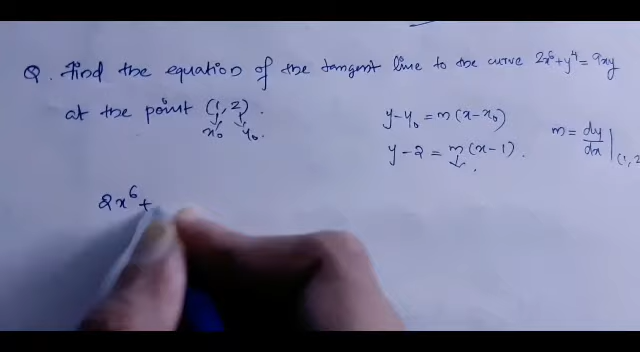 Q. Find the equation of the tangent line to the curve 2x⁶+y⁴=9xy
at the point (1, 2).
x₀ y₀.
y-y₀ = m(x-x₀)
y-2 = m(x-1).
m = dy/dx |(1, 2
2x⁶+